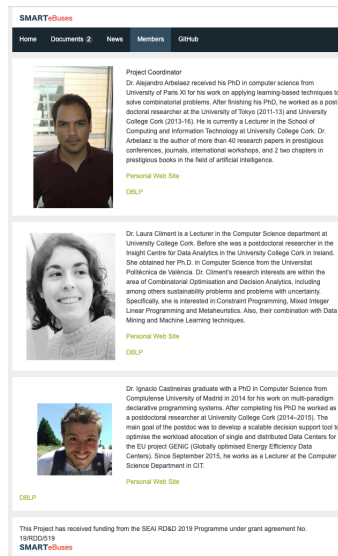 SMARTeBuses
Home Documents 2 News Members GitHub
Project Coordinator
Dr. Alejandro Arbelaez received his PhD in computer science from
University of Paris XI for his work on applying learning-based techniques to
solve combinatorial problems. After finishing his PhD, he worked as a post-
doctoral researcher at the University of Tokyo (2011-13) and University
College Cork (2013-16). He is currently a Lecturer in the School of
Computing and Information Technology at University College Cork. Dr.
Arbelaez is the author of more than 40 research papers in prestigious
conferences, journals, international workshops, and 2 two chapters in
prestigious books in the field of artificial intelligence.
Personal Web Site
DBLP
Dr. Laura Climent is a Lecturer in the Computer Science department at
University College Cork. Before she was a postdoctoral researcher in the
Insight Centre for Data Analytics in the University College Cork in Ireland.
She obtained her Ph.D. in Computer Science from the Universitat
Politécnica de València. Dr. Climent's research interests are within the
area of Combinatorial Optimisation and Decision Analytics, including
among others sustainability problems and problems with uncertainty.
Specifically, she is interested in:Constraint Programming, Mixed Integer
Linear Programming and Metaheuristics. Also, their combination with Data
Mining and Machine Learning techniques.
Personal Web Site
DBLP
Dr. Ignacio Castineiras graduate with a PhD in Computer Science from
Complutense University of Madrid in 2014 for his work on multi-paradigm
declarative programming systems. After completing his PhD he worked as
a postdoctoral researcher at University College Cork (2014–2015). The
main goal of the postdoc was to develop a scalable decision support tool to
optimise the workload allocation of single and distributed Data Centers for
the EU project GENIC (Globally optimised Energy Efficiency Data
Centers). Since September 2015, he works as a Lecturer at the Computer
Science Department in CIT.
Personal Web Site
DBLP
This Project has received funding from the SEAI RD&D 2019 Programme under grant agreement No.
19/RDD/519
SMARTeBuses